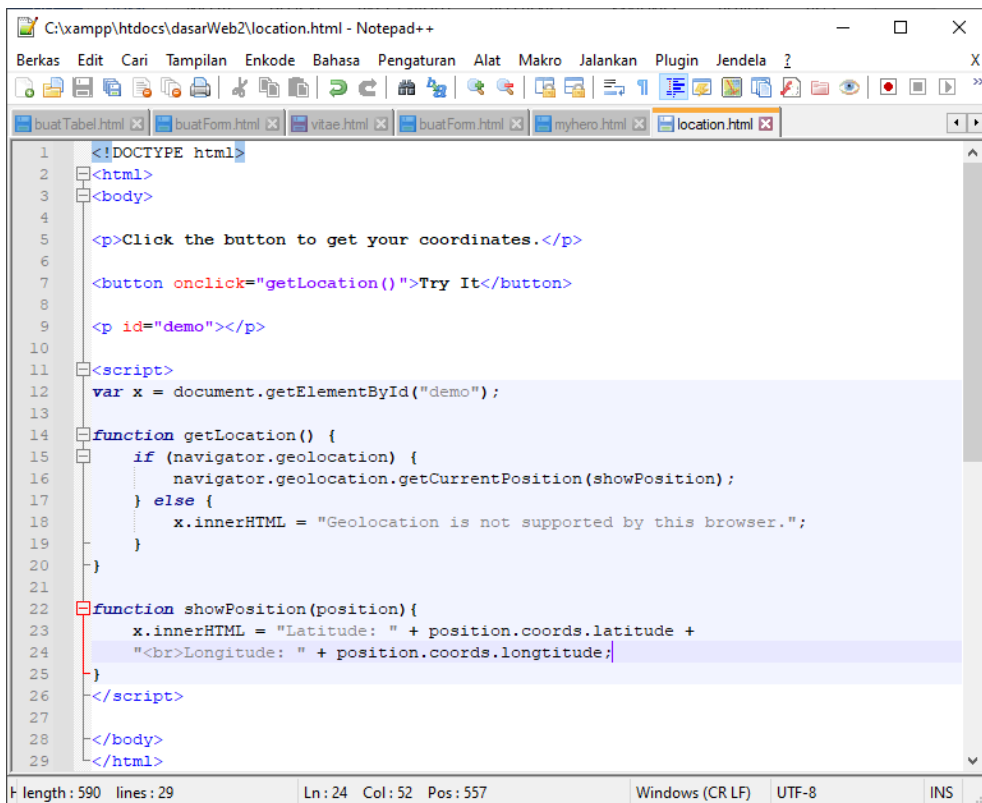 C:\xampp\htdocs\dasarWeb2\location.html - Notepad++
Berkas Edit Cari Tampilan Enkode Bahasa Pengaturan Alat Makro Jalankan Plugin Jendela ? X
buatTabel.html buatForm.html vitae.html buatForm.html myhero.html location.html
1 <!DOCTYPE html>
2 <html>
3 <body>
4
5 <p>Click the button to get your coordinates.</p>
6
7 <button onclick="getLocation()">Try It</button>
8
9 <p id="demo"></p>
10
11 <script>
12 var x = document.getElementById("demo");
13
14 function getLocation() {
15     if (navigator.geolocation) {
16         navigator.geolocation.getCurrentPosition(showPosition);
17     } else {
18         x.innerHTML = "Geolocation is not supported by this browser.";
19     }
20 }
21
22 function showPosition(position){
23     x.innerHTML = "Latitude: " + position.coords.latitude +
24     "<br>Longitude: " + position.coords.longtitude;
25 }
26 </script>
27
28 </body>
29 </html>
H length : 590 lines : 29 Ln : 24 Col : 52 Pos : 557 Windows (CR LF) UTF-8 INS